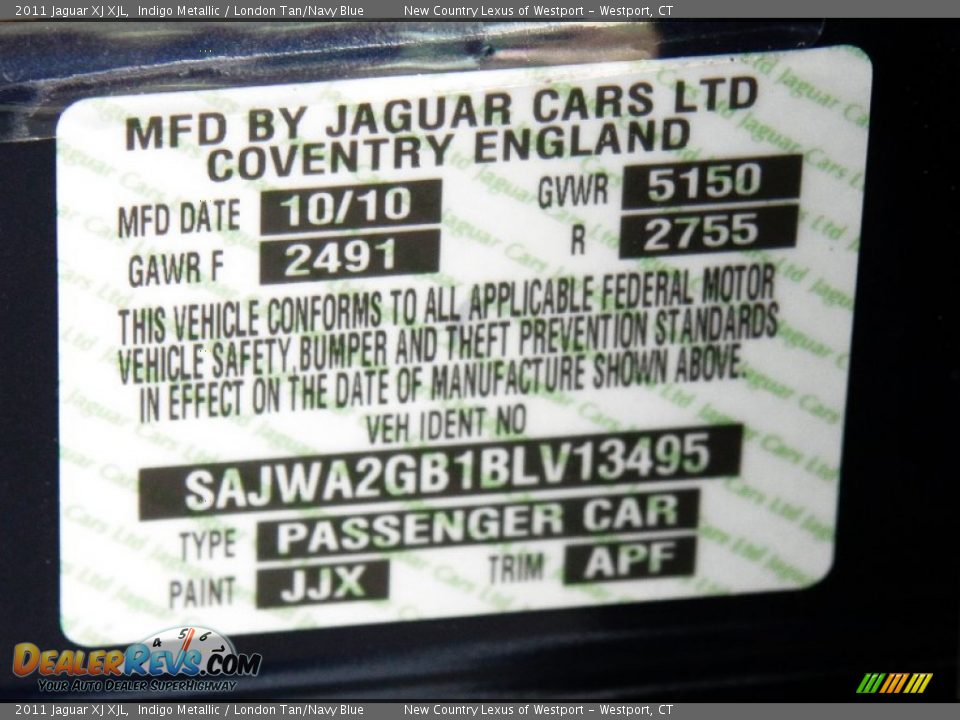 2011 Jaguar XJ XJL, Indigo Metallic / London Tan/Navy Blue New Country Lexus of Westport - Westport, CT
MFD BY JAGUAR CARS LTD
COVENTRY ENGLAND
MFD DATE 10/10 GVWR 5150
GAWR F 2491 R 2755
THIS VEHICLE CONFORMS TO ALL APPLICABLE FEDERAL MOTOR
VEHICLE SAFETY, BUMPER AND THEFT PREVENTION STANDARDS
IN EFFECT ON THE DATE OF MANUFACTURE SHOWN ABOVE.
VEH IDENT NO
SAJWA2GB1BLV13495
TYPE PASSENGER CAR
PAINT JJX TRIM APF
4 5 6
DEALERREVS.COM
YOUR AUTO DEALER SUPERHIGHWAY
2011 Jaguar XJ XJL, Indigo Metallic / London Tan/Navy Blue New Country Lexus of Westport - Westport, CT